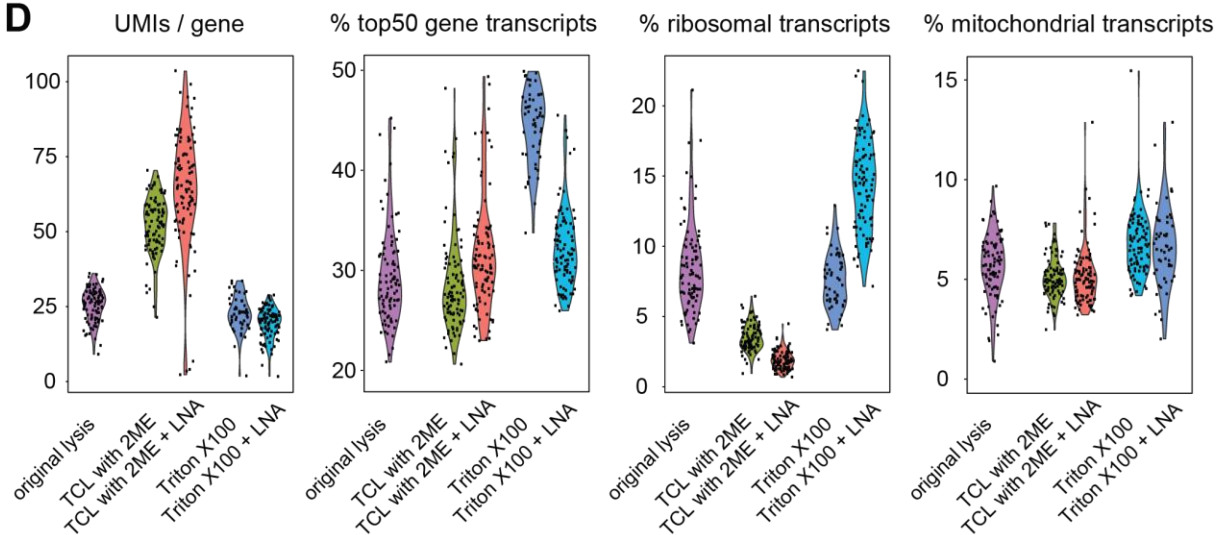 D
UMIs / gene
100
75
50
25
0
original lysis
TCL with 2ME
TCL with 2ME + LNA
Triton X100
Triton X100 + LNA
% top50 gene transcripts
50
40
30
20
original lysis
TCL with 2ME
TCL with 2ME + LNA
Triton X100
Triton X100 + LNA
% ribosomal transcripts
20
15
10
5
0
original lysis
TCL with 2ME
TCL with 2ME + LNA
Triton X100
Triton X100 + LNA
% mitochondrial transcripts
15
10
5
0
original lysis
TCL with 2ME
TCL with 2ME + LNA
Triton X100
Triton X100 + LNA